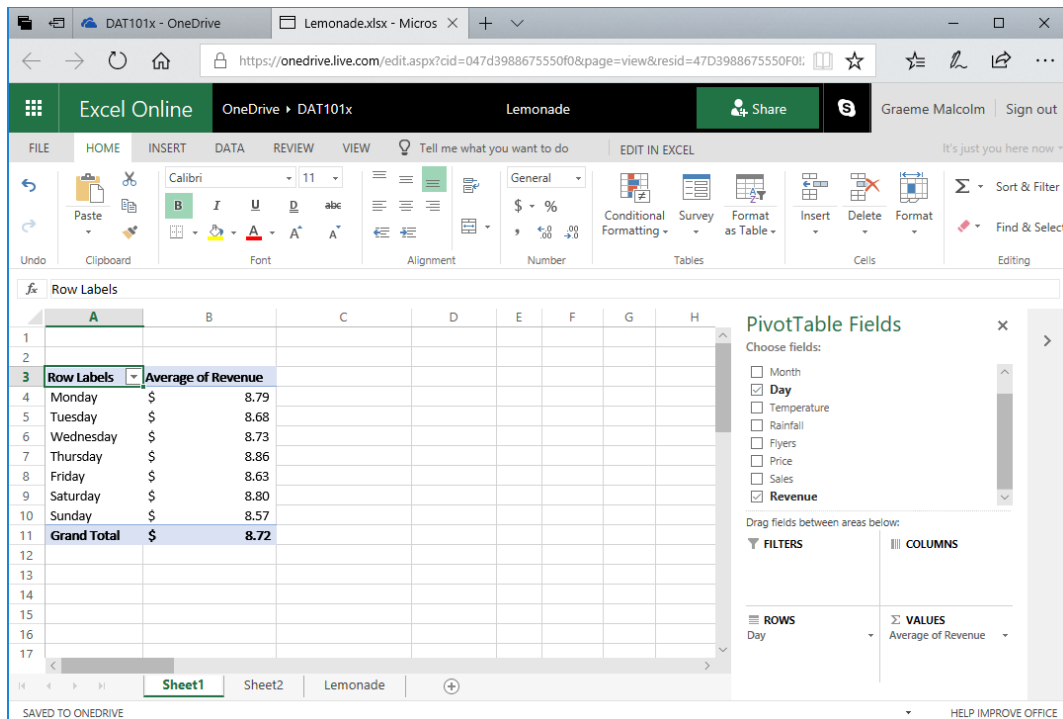 DAT101x - OneDrive
Lemonade.xlsx - Micros
https://onedrive.live.com/edit.aspx?cid=047d3988675550f0&page=view&resid=47D3988675550F0!
Excel Online
OneDrive ▸ DAT101x
Lemonade
Share
Graeme Malcolm
Sign out
FILE HOME INSERT DATA REVIEW VIEW Tell me what you want to do EDIT IN EXCEL It's just you here now
Calibri 11 General
Paste
B I U D abc
$ % 
A A A
, .00 .0
Conditional Formatting
Survey
Format as Table
Insert Delete Format
Σ Sort & Filter
Find & Select
Undo Clipboard Font Alignment Number Tables Cells Editing
fx Row Labels
A B C D E F G H
1
2
3 Row Labels Average of Revenue
4 Monday $ 8.79
5 Tuesday $ 8.68
6 Wednesday $ 8.73
7 Thursday $ 8.86
8 Friday $ 8.63
9 Saturday $ 8.80
10 Sunday $ 8.57
11 Grand Total $ 8.72
12
13
14
15
16
17
PivotTable Fields
Choose fields:
Month
Day
Temperature
Rainfall
Flyers
Price
Sales
Revenue
Drag fields between areas below:
FILTERS
COLUMNS
ROWS
Day
Σ VALUES
Average of Revenue
Sheet1 Sheet2 Lemonade
SAVED TO ONEDRIVE
HELP IMPROVE OFFICE